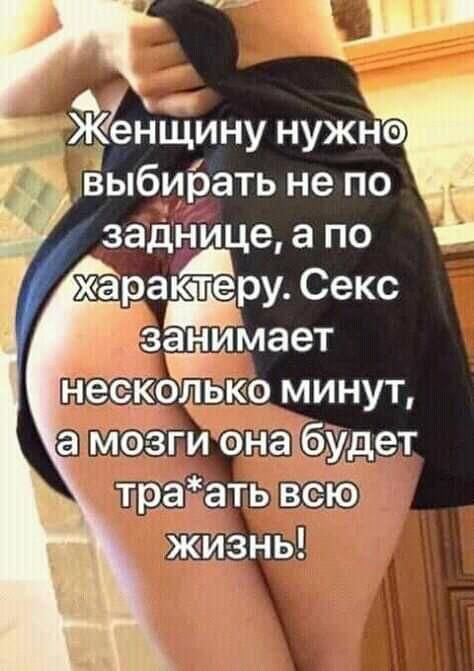 Женщину нужно
выбирать не по
заднице, а по
характеру. Секс
занимает
несколько минут,
а мозги она будет
тра*ать всю
жизнь!